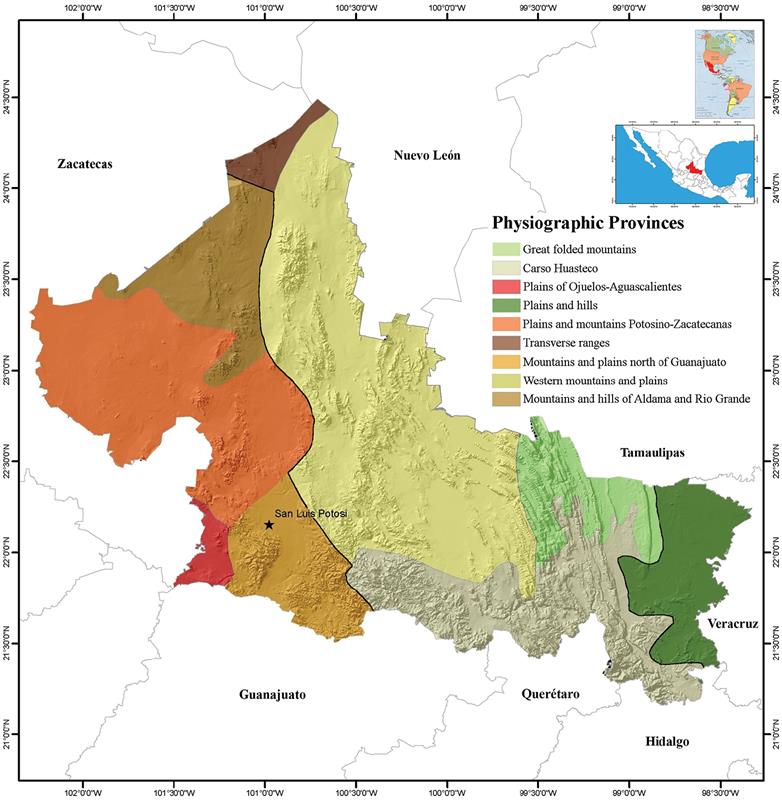 102°0'0"W 101°30'0"W 101°0'0"W 100°30'0"W 100°0'0"W 99°30'0"W 99°0'0"W 98°30'0"W
24°30'0"N 24°30'0"N
Zacatecas
Nuevo León
24°0'0"N 24°0'0"N
Physiographic Provinces
Great folded mountains
Carso Huasteco
Plains of Ojuelos-Aguascalientes
Plains and hills
Plains and mountains Potosino-Zacatecanas
Transverse ranges
Mountains and plains north of Guanajuato
Western mountains and plains
Mountains and hills of Aldama and Rio Grande
23°30'0"N 23°30'0"N
23°0'0"N 23°0'0"N
Tamaulipas
22°30'0"N 22°30'0"N
San Luis Potosi
22°0'0"N 22°0'0"N
Veracruz
21°30'0"N 21°30'0"N
Guanajuato
Querétaro
Hidalgo
21°0'0"N 21°0'0"N
102°0'0"W 101°30'0"W 101°0'0"W 100°30'0"W 100°0'0"W 99°30'0"W 99°0'0"W 98°30'0"W